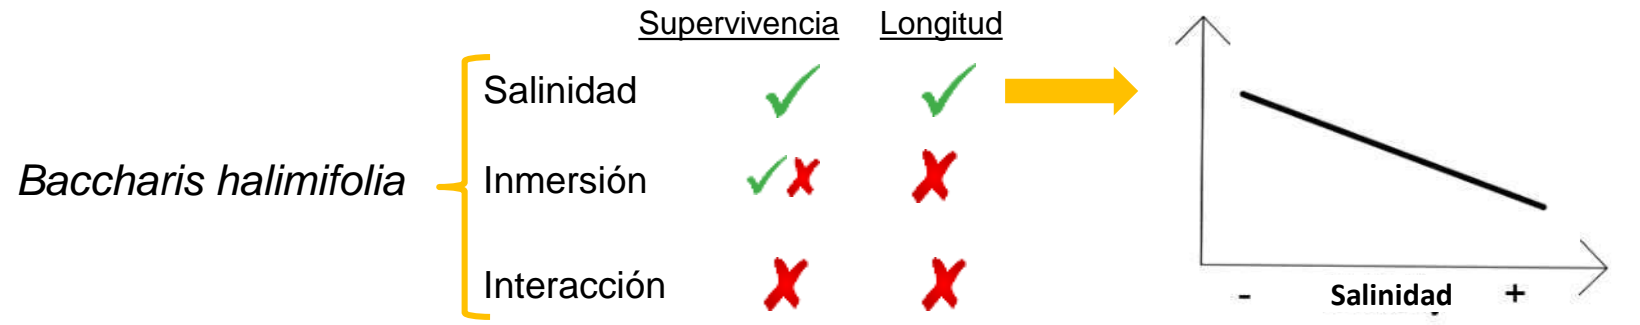 Supervivencia Longitud
Salinidad
Baccharis halimifolia Inmersión
Interacción
- Salinidad +